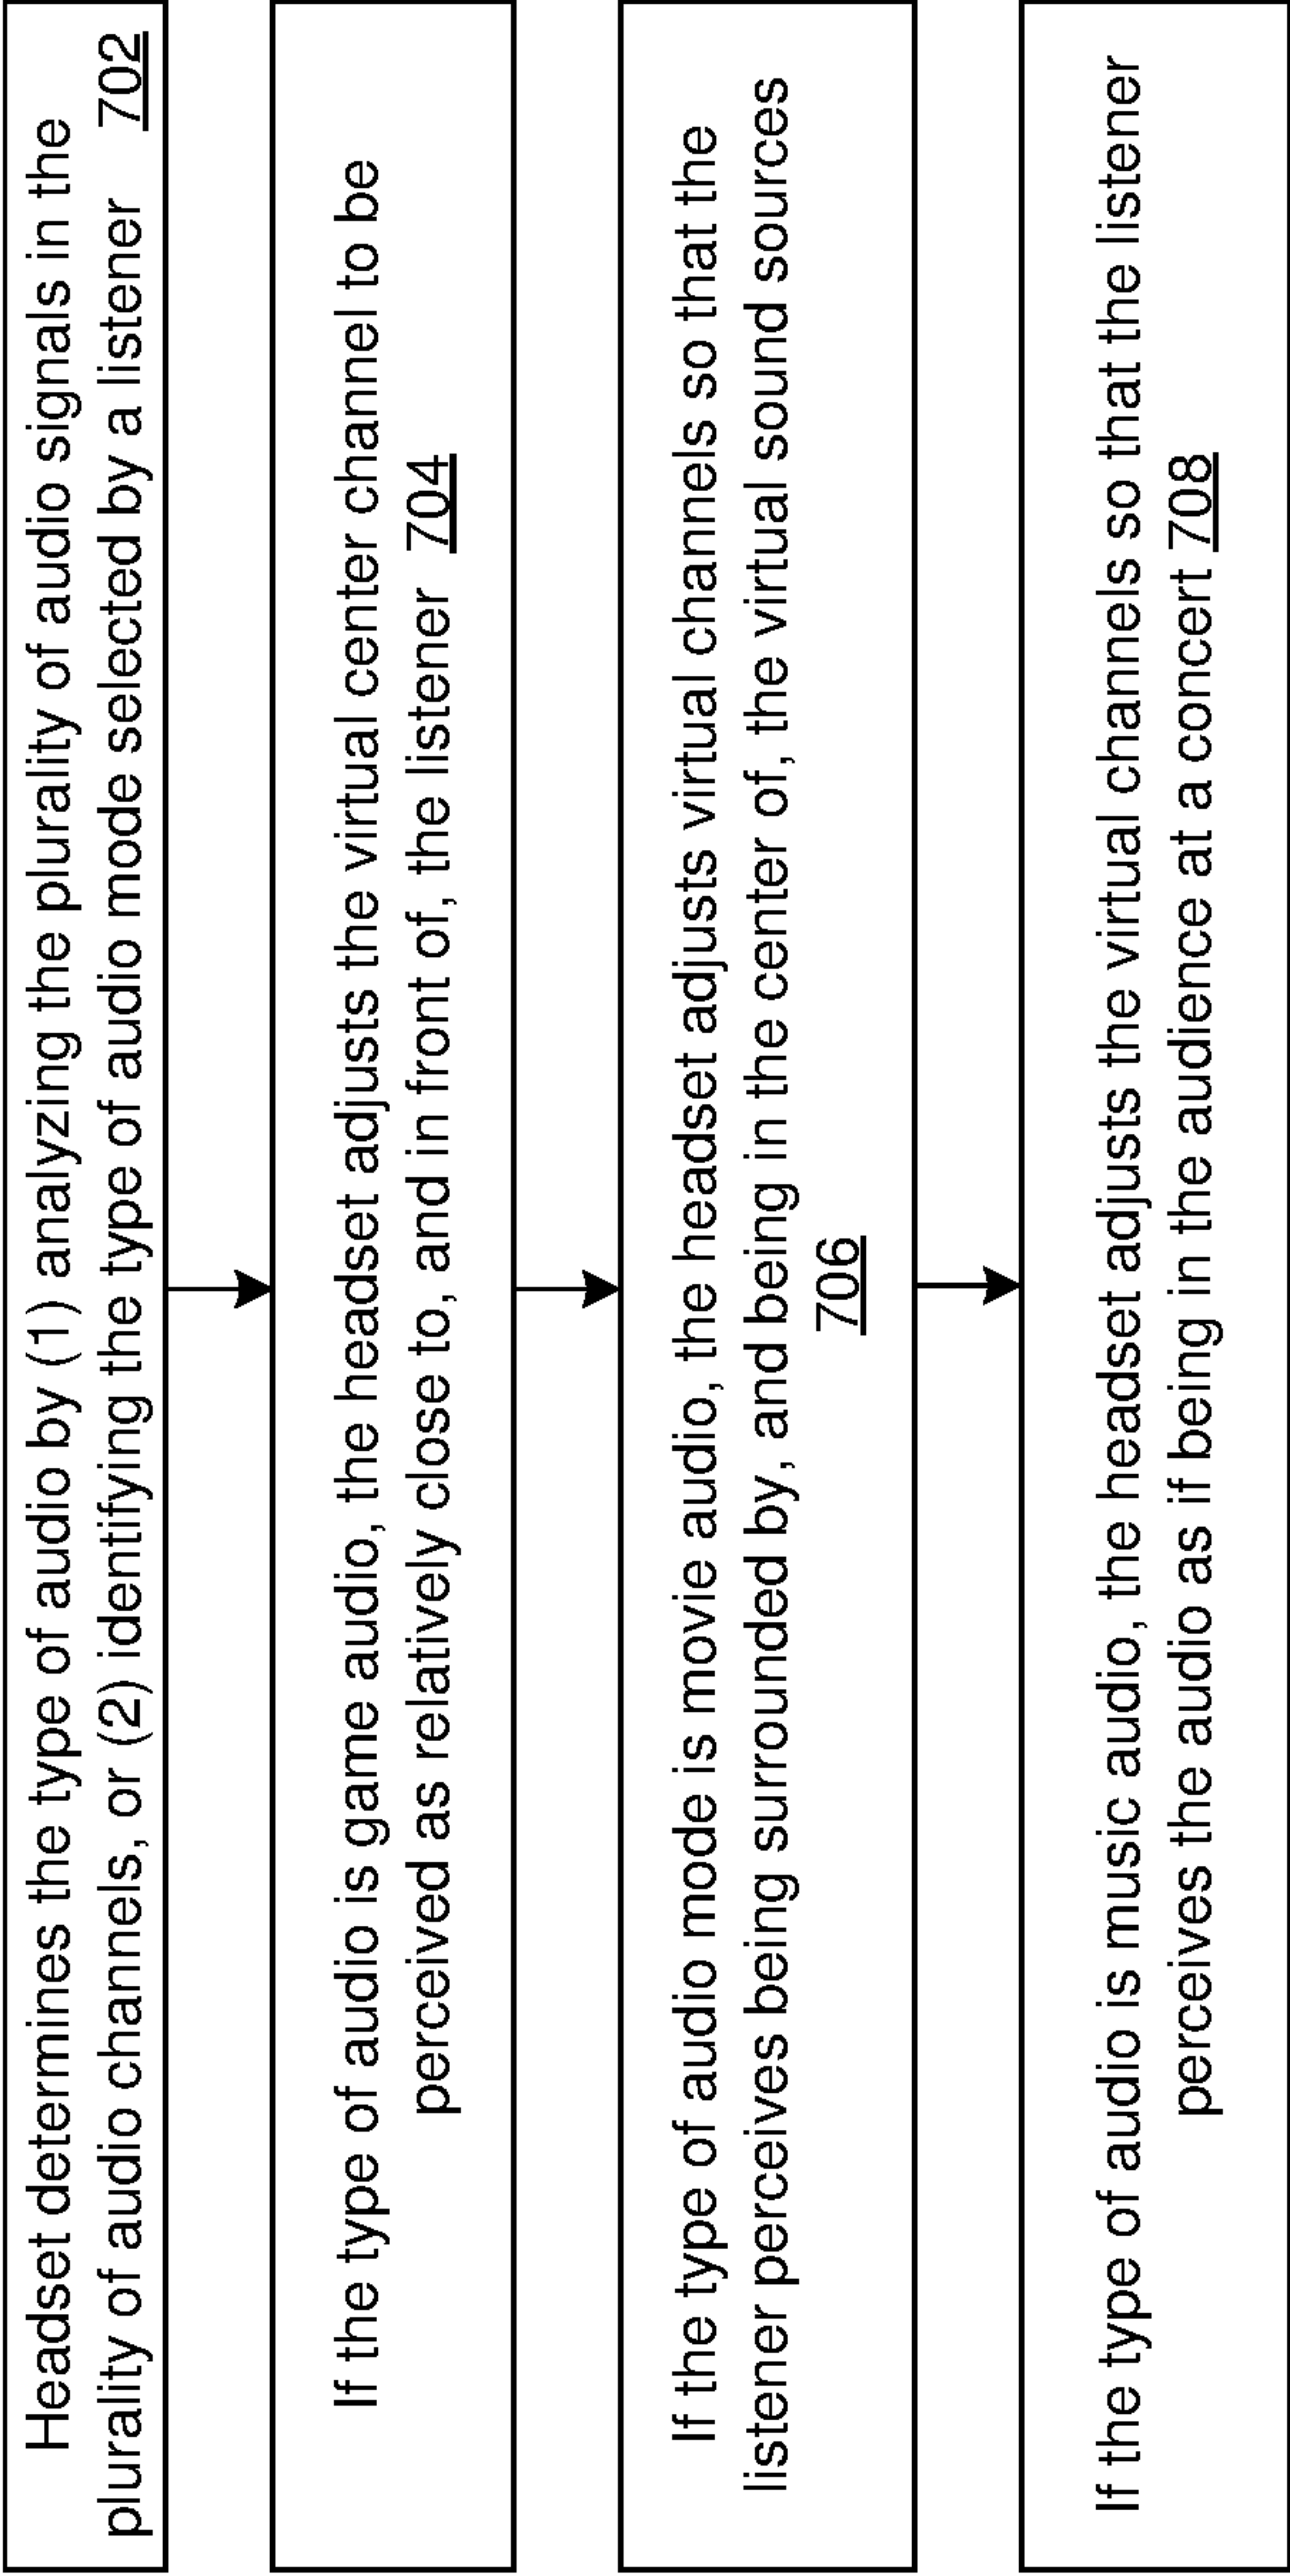 Headset determines the type of audio by (1) analyzing the plurality of audio signals in the
plurality of audio channels, or (2) identifying the type of audio mode selected by a listener 702
If the type of audio is game audio, the headset adjusts the virtual center channel to be
perceived as relatively close to, and in front of, the listener 704
If the type of audio mode is movie audio, the headset adjusts virtual channels so that the
listener perceives being surrounded by, and being in the center of, the virtual sound sources
706
If the type of audio is music audio, the headset adjusts the virtual channels so that the listener
perceives the audio as if being in the audience at a concert 708